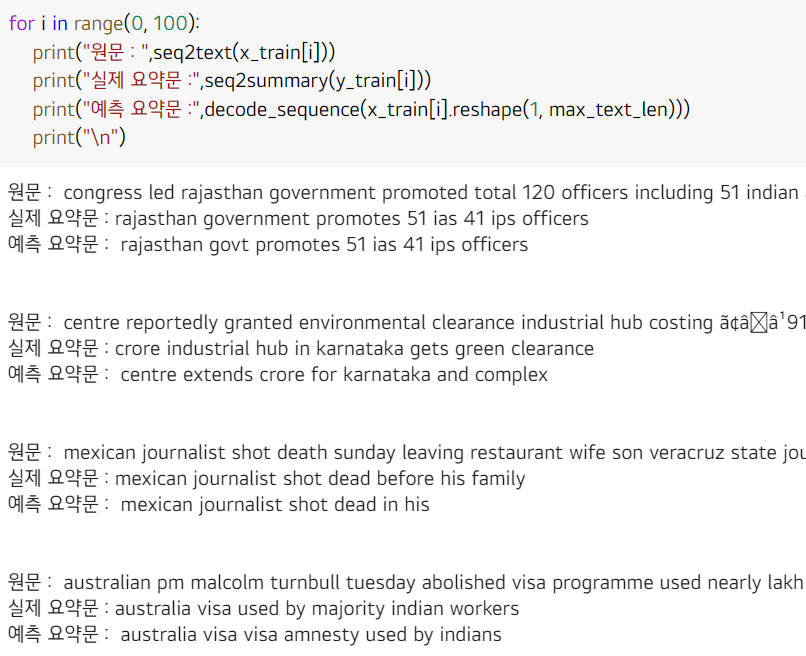 for i in range(0, 100):
print("원문 : ",seq2text(x_train[i]))
print("실제 요약문 :",seq2summary(y_train[i]))
print("예측 요약문 :",decode_sequence(x_train[i].reshape(1, max_text_len)))
print("\n")
원문 : congress led rajasthan government promoted total 120 officers including 51 indian
실제 요약문 : rajasthan government promotes 51 ias 41 ips officers
예측 요약문 : rajasthan govt promotes 51 ias 41 ips officers
원문 : centre reportedly granted environmental clearance industrial hub costing
실제 요약문 : crore industrial hub in karnataka gets green clearance
예측 요약문 : centre extends crore for karnataka and complex
원문 : mexican journalist shot death sunday leaving restaurant wife son veracruz state jou
실제 요약문 : mexican journalist shot dead before his family
예측 요약문 : mexican journalist shot dead in his
원문 : australian pm malcolm turnbull tuesday abolished visa programme used nearly lakh
실제 요약문 : australia visa used by majority indian workers
예측 요약문 : australia visa visa amnesty used by indians